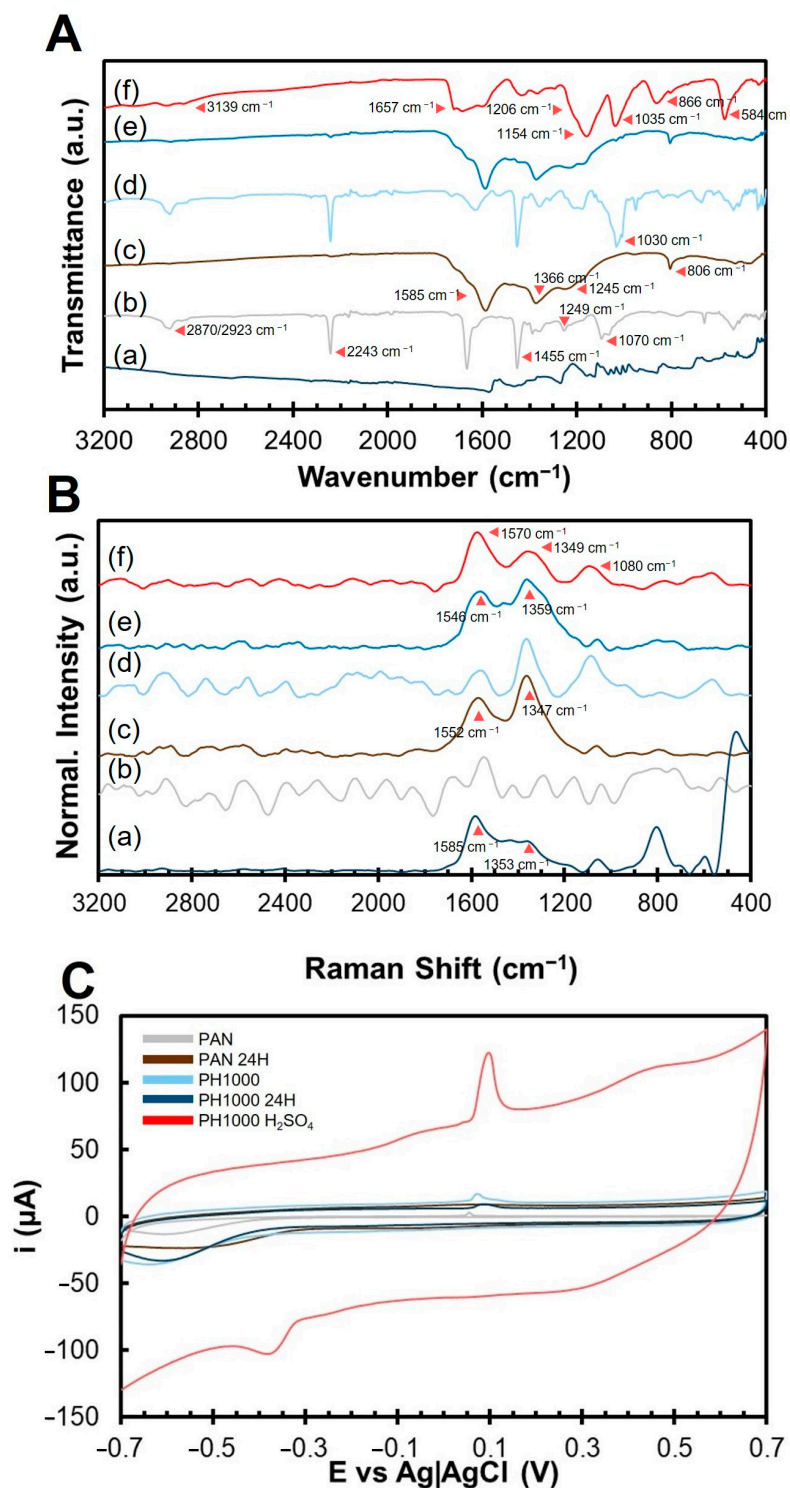 A
Transmittance (a.u.)
(f)
3139 cm⁻¹
1657 cm⁻¹
1206 cm⁻¹
1154 cm⁻¹
1035 cm⁻¹
866 cm⁻¹
584 cm
(e)
(d)
1030 cm⁻¹
(c)
1585 cm⁻¹
1366 cm⁻¹
1245 cm⁻¹
806 cm⁻¹
(b)
2870/2923 cm⁻¹
2243 cm⁻¹
1455 cm⁻¹
1249 cm⁻¹
1070 cm⁻¹
(a)
3200 2800 2400 2000 1600 1200 800 400
Wavenumber (cm⁻¹)
B
Normal. Intensity (a.u.)
(f)
1570 cm⁻¹
1349 cm⁻¹
1080 cm⁻¹
(e)
1546 cm⁻¹
1359 cm⁻¹
(d)
(c)
1552 cm⁻¹
1347 cm⁻¹
(b)
(a)
1585 cm⁻¹
1353 cm⁻¹
3200 2800 2400 2000 1600 1200 800 400
Raman Shift (cm⁻¹)
C
i (µA)
150
100
50
0
−50
−100
−150
PAN
PAN 24H
PH1000
PH1000 24H
PH1000 H₂SO₄
−0.7 −0.5 −0.3 −0.1 0.1 0.3 0.5 0.7
E vs Ag|AgCl (V)